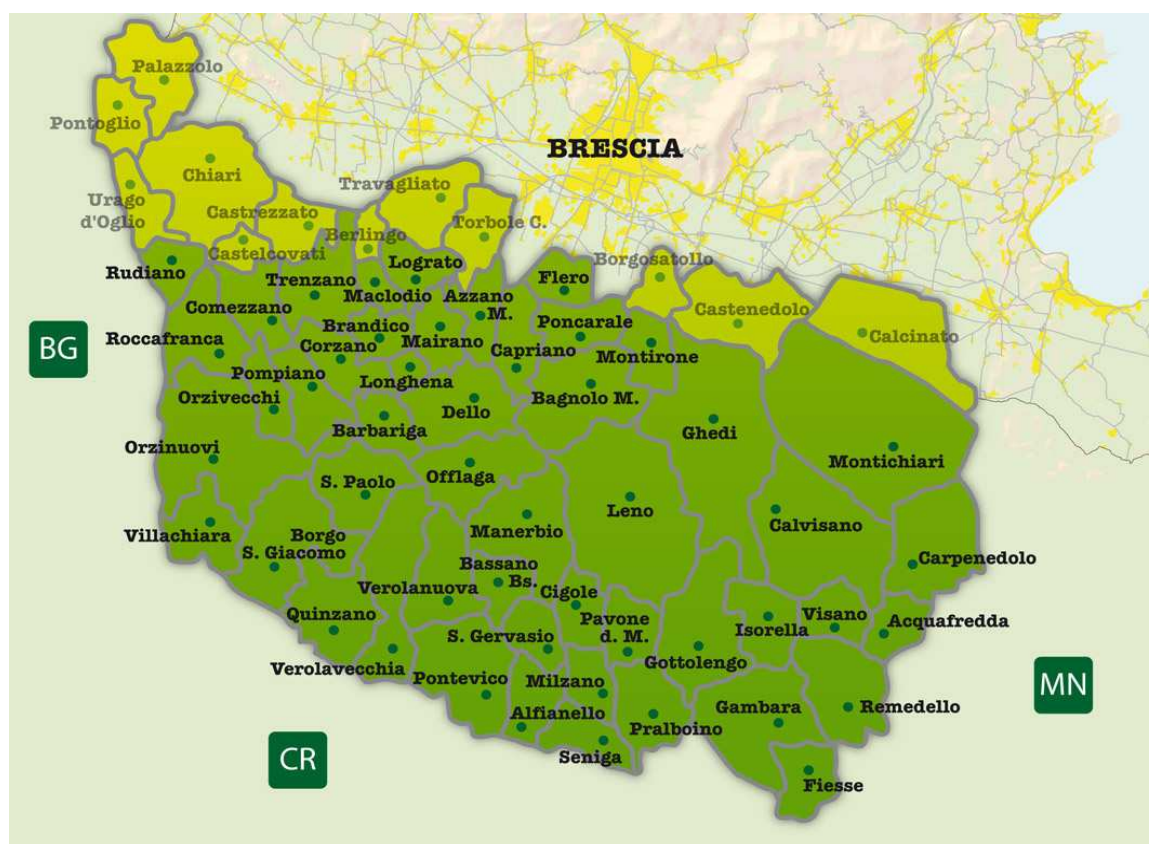 Palazzolo
Pontoglio
BRESCIA
Chiari
Travagliato
Urago
d'Oglio
Castrezzato
Torbole C.
Berlingo
Castelcovati
Borgosatollo
Lograto
Rudiano
Trenzano
Flero
Maclodio
Azzano
M.
Comezzano
Castenedolo
Brandico
Poncarale
Calcinato
Roccafranca
Corzano
Mairano
Capriano
Montirone
BG
Pompiano
Longhena
Orzivecchi
Dello
Bagnolo M.
Barbariga
Ghedi
Orzinuovi
Montichiari
S. Paolo
Offlaga
Leno
Calvisano
Villachiara
Borgo
S. Giacomo
Manerbio
Carpenedolo
Bassano
Bs.
Verolanuova
Cigole
Quinzano
Pavone
d. M.
Visano
Isorella
Acquafredda
S. Gervasio
Verolavecchia
Gottolengo
Pontevico
Milzano
MN
Gambara
Remedello
Alfianello
Pralboino
CR
Seniga
Fiesse